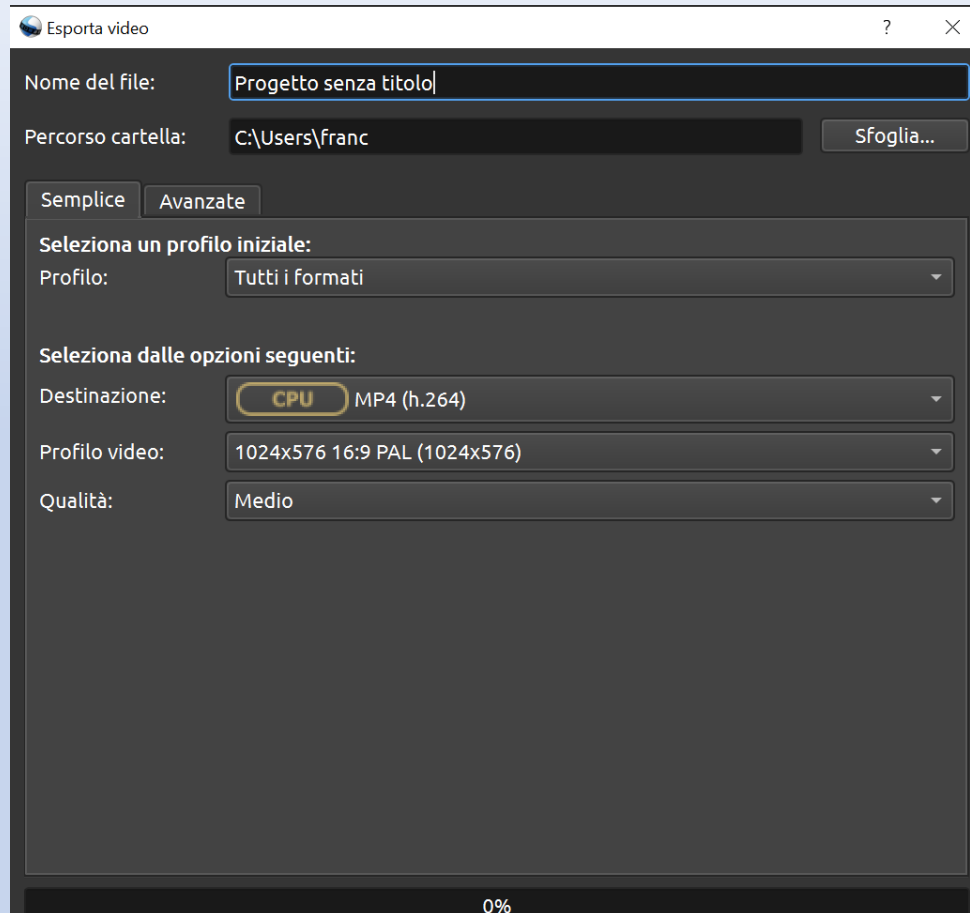 Esporta video ?
Nome del file: Progetto senza titolo
Percorso cartella: C:\Users\franc Sfoglia...
Semplice Avanzate
Seleziona un profilo iniziale:
Profilo: Tutti i formati
Seleziona dalle opzioni seguenti:
Destinazione: CPU MP4 (h.264)
Profilo video: 1024x576 16:9 PAL (1024x576)
Qualità: Medio
0%